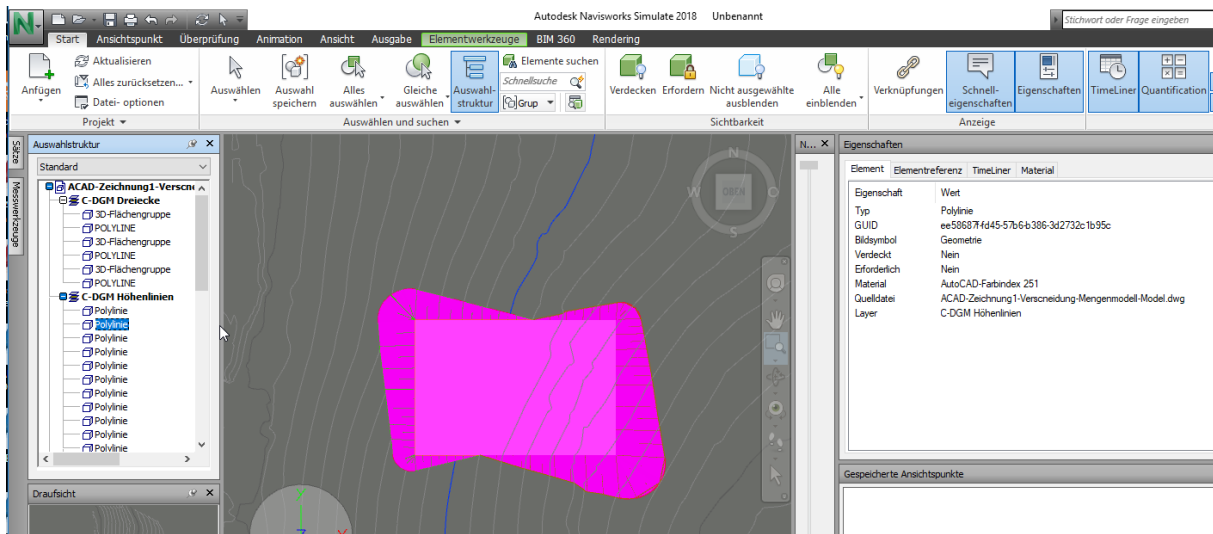 Autodesk Navisworks Simulate 2018 Unbenannt
Stichwort oder Frage eingeben
Start Ansichtspunkt Überprüfung Animation Ansicht Ausgabe Elementwerkzeuge BIM 360 Rendering
Anfügen
Aktualisieren
Alles zurücksetzen...
Datei- optionen
Projekt
Auswählen
Auswahl
speichern
Alles
auswählen
Gleiche
auswählen
Auswahl-
struktur
Elemente suchen
Schnellsuche
Grup
Auswählen und suchen
Verdecken
Erfordern
Nicht ausgewählte
ausblenden
Alle
einblenden
Sichtbarkeit
Verknüpfungen
Schnell-
eigenschaften
Eigenschaften
TimeLiner
Quantification
Anzeige
Sätze
Messwerkzeuge
Auswahlstruktur
Standard
ACAD-Zeichnung1-Verscne
C-DGM Dreiecke
3D-Flächengruppe
POLYLINE
3D-Flächengruppe
POLYLINE
3D-Flächengruppe
POLYLINE
C-DGM Höhenlinien
Polylinie
Polylinie
Polylinie
Polylinie
Polylinie
Polylinie
Polylinie
Polylinie
Polylinie
Polylinie
Polylinie
Draufsicht
N
W
OBEN
O
S
Y
Z
X
N...
Eigenschaften
Element Elementreferenz TimeLiner Material
Eigenschaft Wert
Typ Polylinie
GUID ee58687f-fd45-57b6-b386-3d2732c1b95c
Bildsymbol Geometrie
Verdeckt Nein
Erforderlich Nein
Material AutoCAD-Farbindex 251
Quelldatei ACAD-Zeichnung1-Verscneidung-Mengenmodell-Model.dwg
Layer C-DGM Höhenlinien
Gespeicherte Ansichtspunkte